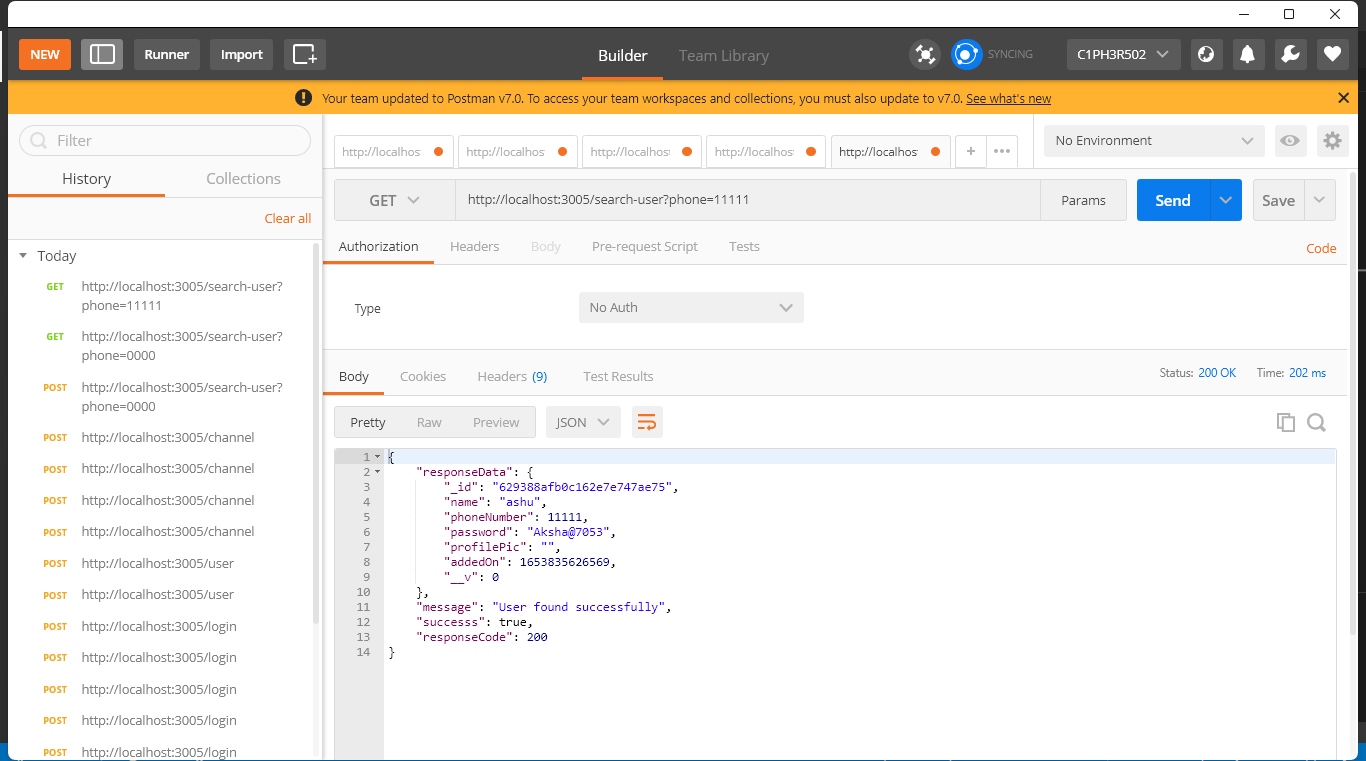 NEW
Runner
Import
Builder
Team Library
SYNCING
C1PH3R502
Your team updated to Postman v7.0. To access your team workspaces and collections, you must also update to v7.0. See what's new
Filter
History
Collections
Clear all
Today
GET http://localhost:3005/search-user?
phone=11111
GET http://localhost:3005/search-user?
phone=0000
POST http://localhost:3005/search-user?
phone=0000
POST http://localhost:3005/channel
POST http://localhost:3005/channel
POST http://localhost:3005/channel
POST http://localhost:3005/channel
POST http://localhost:3005/user
POST http://localhost:3005/user
POST http://localhost:3005/login
POST http://localhost:3005/login
POST http://localhost:3005/login
POST http://localhost:3005/login
POST http://localhost:3005/login
http://localhos
http://localhos
http://localhos
http://localhos
http://localhos
+
No Environment
GET
http://localhost:3005/search-user?phone=11111
Params
Send
Save
Authorization
Headers
Body
Pre-request Script
Tests
Code
Type
No Auth
Body
Cookies
Headers (9)
Test Results
Status: 200 OK
Time: 202 ms
Pretty
Raw
Preview
JSON
1 {
2 "responseData": {
3 "_id": "629388afb0c162e7e747ae75",
4 "name": "ashu",
5 "phoneNumber": 11111,
6 "password": "Aksha@7053",
7 "profilePic": "",
8 "addedOn": 1653835626569,
9 "__v": 0
10 },
11 "message": "User found successfully",
12 "successs": true,
13 "responseCode": 200
14 }